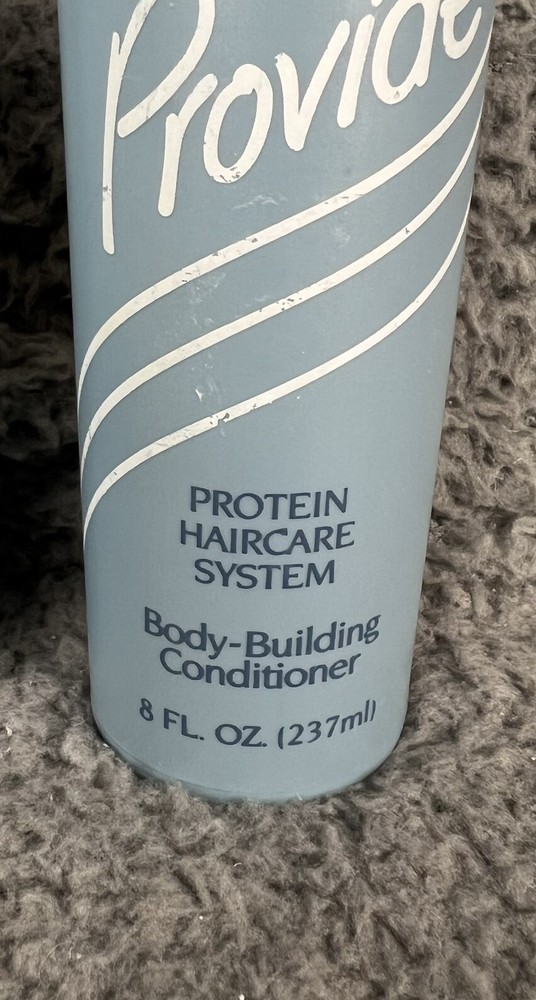 Provide
PROTEIN
HAIRCARE
SYSTEM
Body-Building
Conditioner
8 FL. OZ. (237ml)